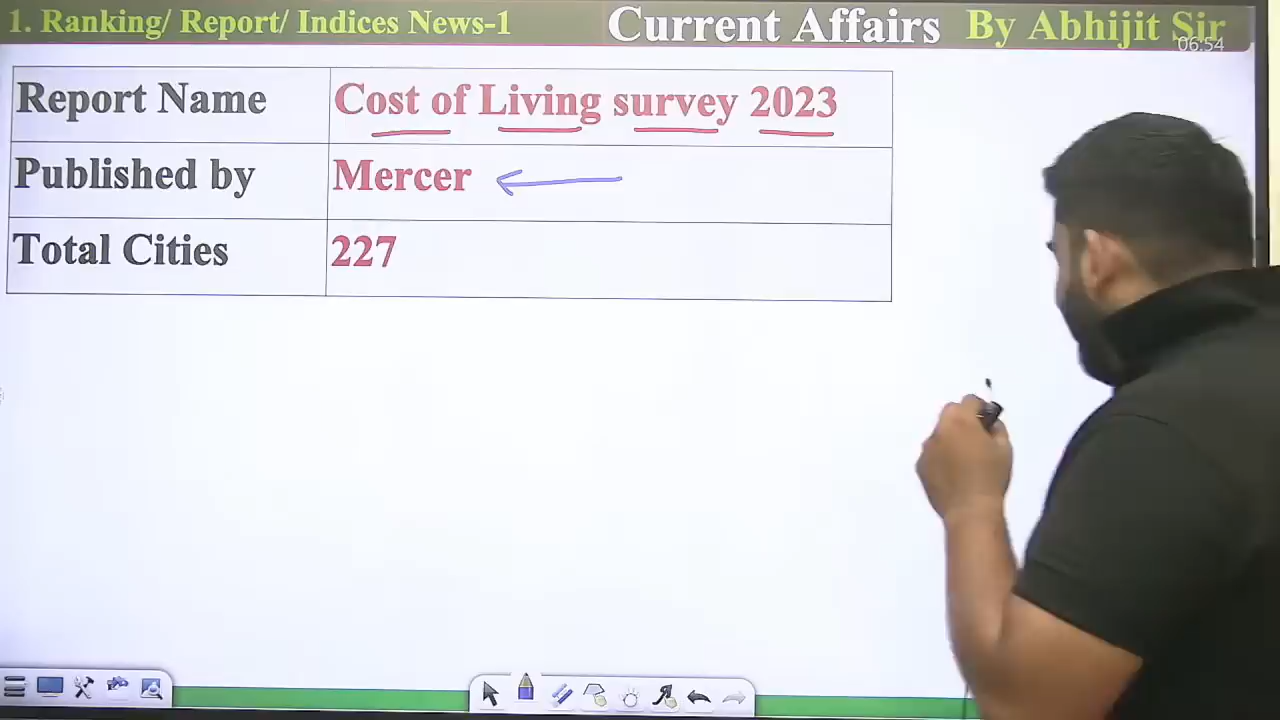 1. Ranking/ Report/ Indices News-1 Current Affairs By Abhijit Sir
06:54
Report Name Cost of Living survey 2023
Published by Mercer
Total Cities 227